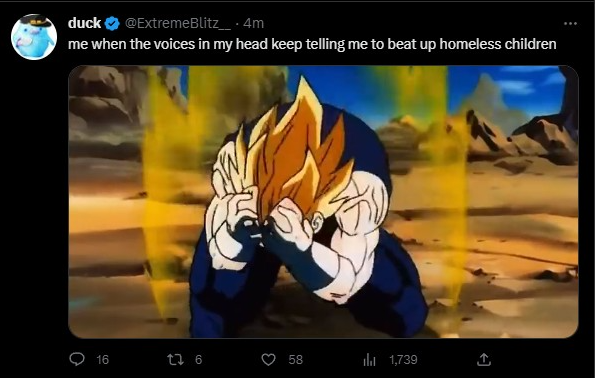 duck @ExtremeBlitz__ · 4m
me when the voices in my head keep telling me to beat up homeless children
16 6 58 1,739